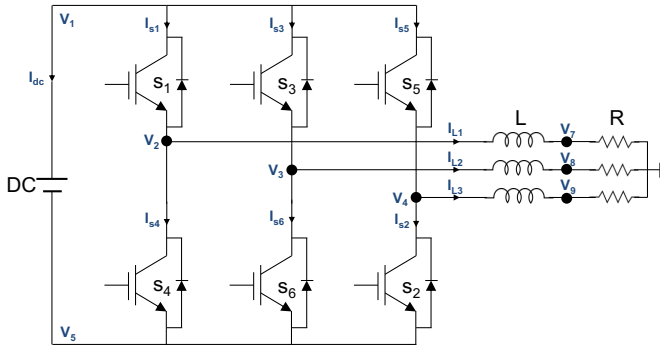 V1
Is1
Is3
Is5
Idc
S1
S3
S5
L
R
IL1
V7
V2
IL2
V8
V3
IL3
V9
V4
DC
Is4
Is6
Is2
S4
S6
S2
V5